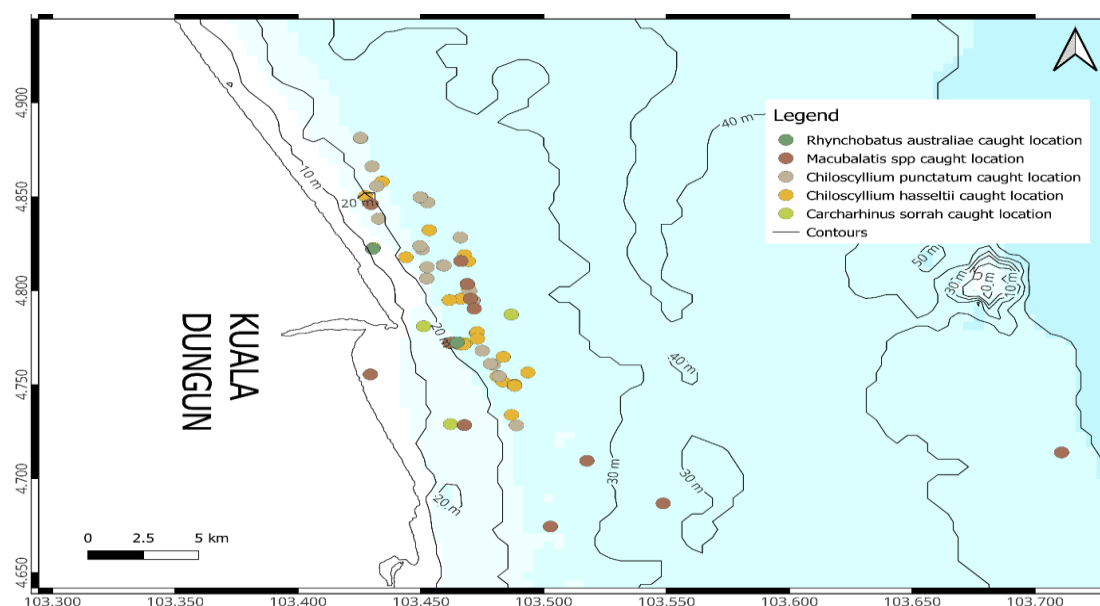 4.900
4.850
4.800
4.750
4.700
4.650
103.300
103.350
103.400
103.450
103.500
103.550
103.600
103.650
103.700
Legend
Rhynchobatus australiae caught location
Macubalatis spp caught location
Chiloscyllium punctatum caught location
Chiloscyllium hasseltii caught location
Carcharhinus sorrah caught location
Contours
40 m
10 m
20 m
50 m
30 m
10 m
20 m
40 m
30 m
30 m
20 m
KUALA
DUNGUN
0 2.5 5 km